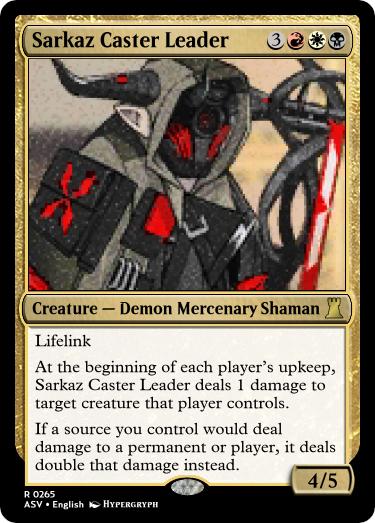 Sarkaz Caster Leader 3
Creature — Demon Mercenary Shaman
Lifelink
At the beginning of each player's upkeep,
Sarkaz Caster Leader deals 1 damage to
target creature that player controls.
If a source you control would deal
damage to a permanent or player, it deals
double that damage instead.
4/5
R 0265
ASV • English HYPERGRYPH